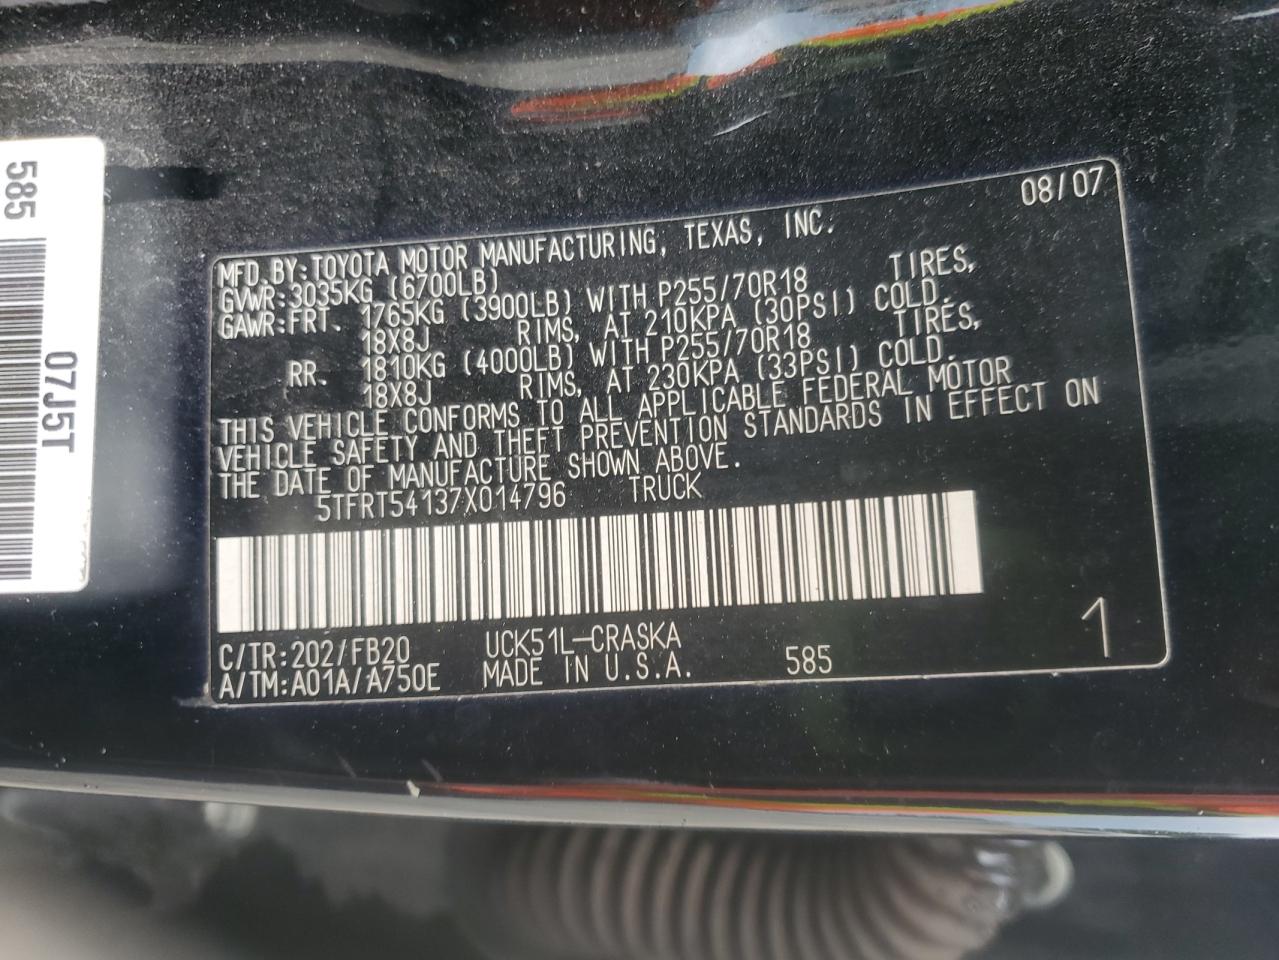 585
07J5T
08/07
MFD.BY:TOYOTA MOTOR MANUFACTURING, TEXAS, INC.
GVWR:3035KG (6700LB)
GAWR:FRT. 1765KG (3900LB) WITH P255/70R18 TIRES,
18X8J RIMS, AT 210KPA (30PSI) COLD.
RR. 1810KG (4000LB) WITH P255/70R18 TIRES,
18X8J RIMS, AT 230KPA (33PSI) COLD.
THIS VEHICLE CONFORMS TO ALL APPLICABLE FEDERAL MOTOR
VEHICLE SAFETY AND THEFT PREVENTION STANDARDS IN EFFECT ON
THE DATE OF MANUFACTURE SHOWN ABOVE.
5TFRT54137X014796 TRUCK
C/TR:202/FB20 UCK51L-CRASKA
A/TM:A01A/A750E MADE IN U.S.A. 585 1